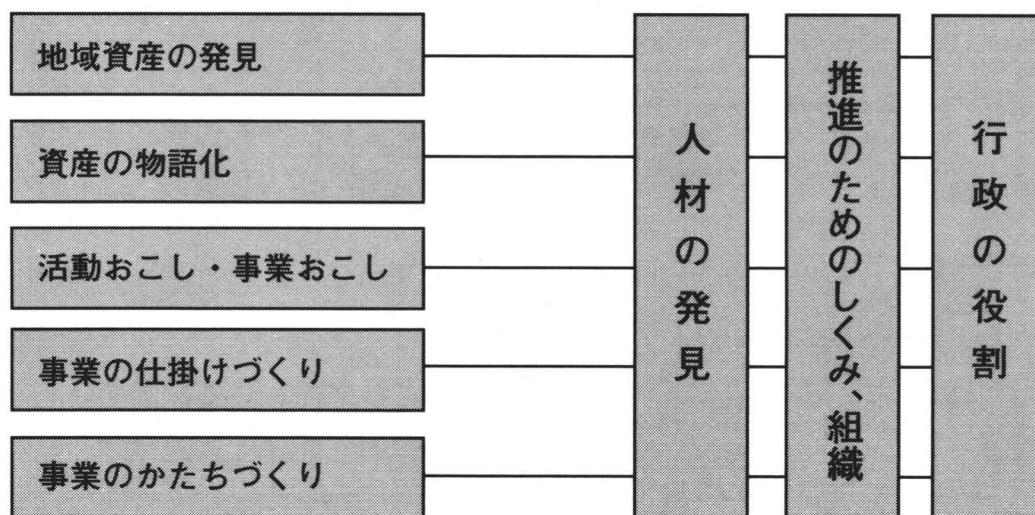 地域資産の発見
資産の物語化
活動おこし・事業おこし
事業の仕掛けづくり
事業のかたちづくり
人材の発見
推進のためのしくみ、組織
行政の役割